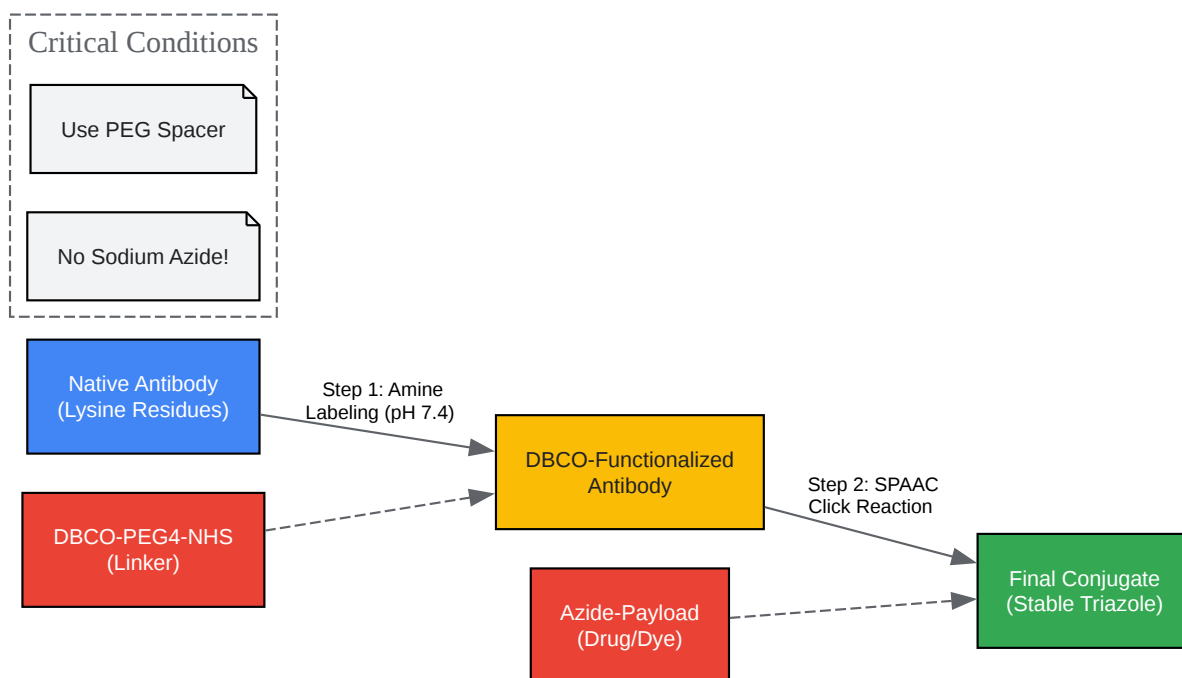 Critical Conditions
Use PEG Spacer
No Sodium Azide!
Native Antibody
(Lysine Residues)
Step 1: Amine
Labeling (pH 7.4)
DBCO-PEG4-NHS
(Linker)
DBCO-Functionalized
Antibody
Step 2: SPAAC
Click Reaction
Azide-Payload
(Drug/Dye)
Final Conjugate
(Stable Triazole)